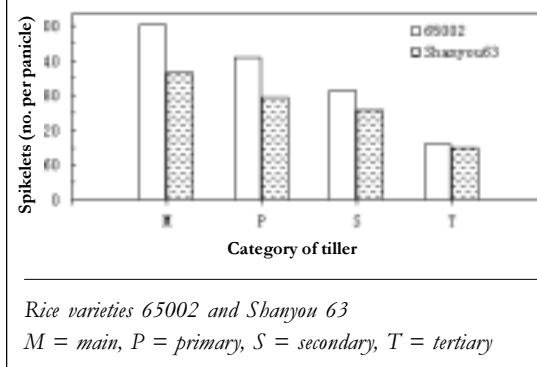 65002
Shanyou63
Spikelets (no. per panicle)
0
M P S T
Category of tiller
Rice varieties 65002 and Shanyou 63
M = main, P = primary, S = secondary, T = tertiary